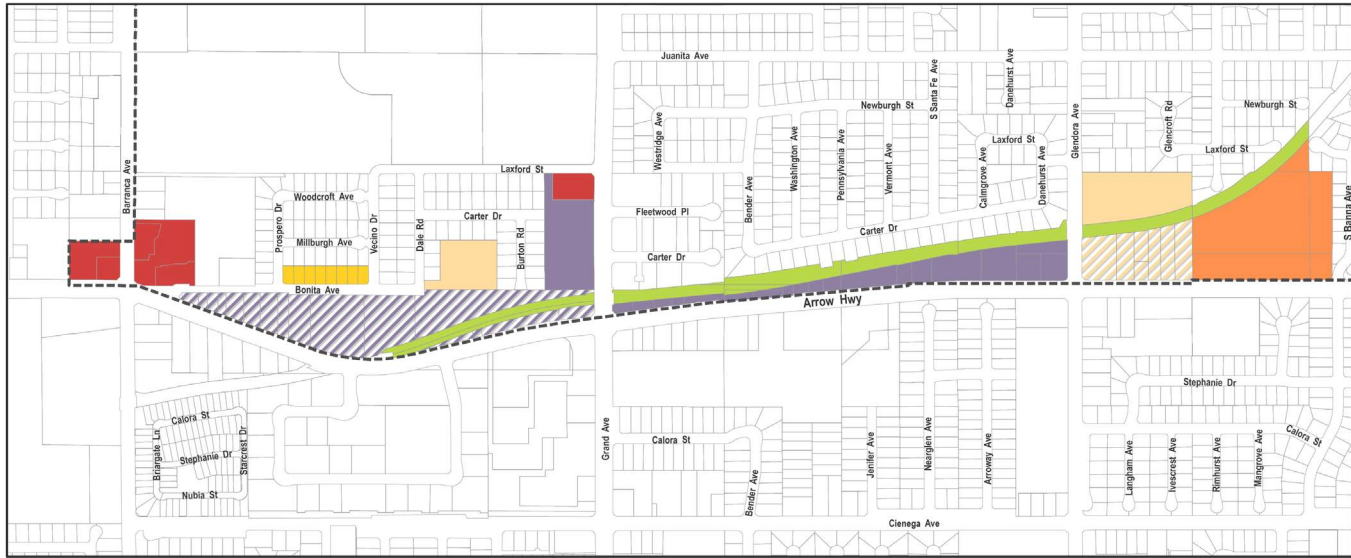 Juanita Ave
Newburgh St
S Santa Fe Ave
Danehurst Ave
Glendora Ave
Glencroft Rd
Newburgh St
Barranca Ave
Laxford St
Westridge Ave
Bender Ave
Washington Ave
Pennsylvania Ave
Vermont Ave
Laxford St
Calmgrove Ave
Danehurst Ave
Laxford St
S Banna Ave
Woodcroft Ave
Prospero Dr
Millburgh Ave
Vecino Dr
Dale Rd
Carter Dr
Burton Rd
Fleetwood Pl
Carter Dr
Carter Dr
Bonita Ave
Arrow Hwy
Calora St
Briargate Ln
Stephanie Dr
Starcrest Dr
Nubia St
Grand Ave
Calora St
Bender Ave
Jenifer Ave
Nearglen Ave
Arroway Ave
Stephanie Dr
Calora St
Langham Ave
Ivescrest Ave
Rimhurst Ave
Mangrove Ave
Cienega Ave